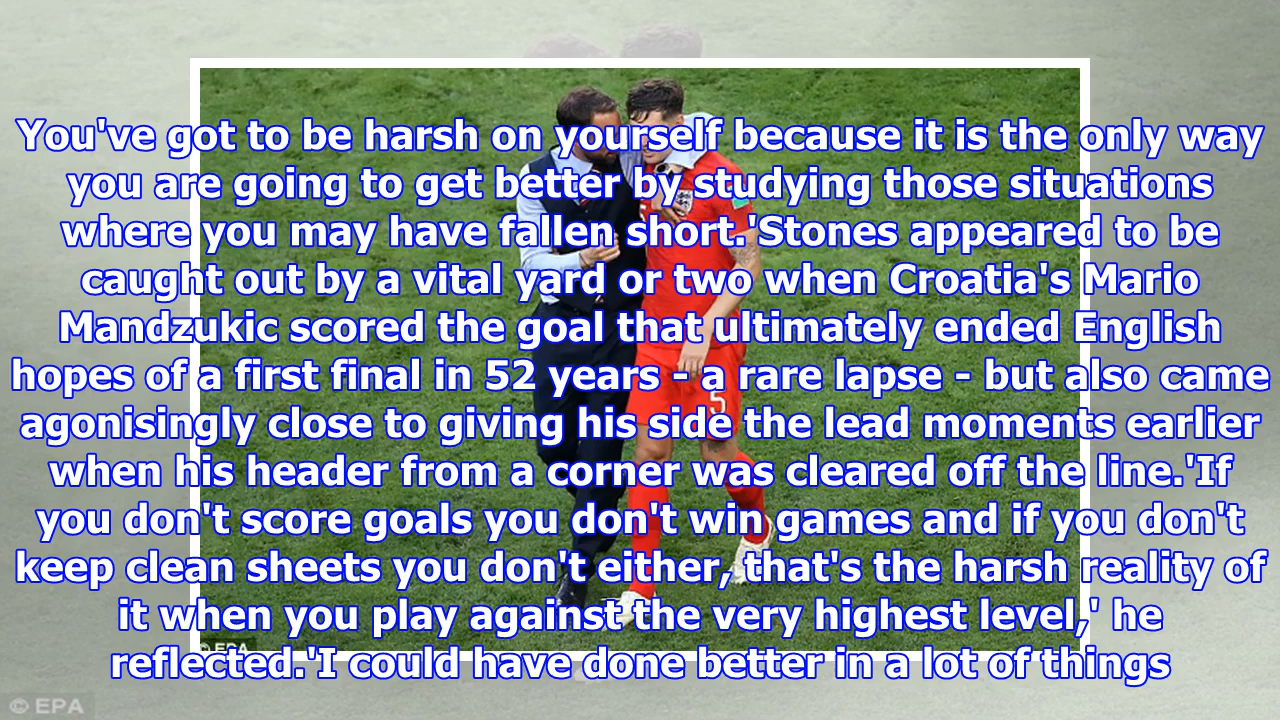 You've got to be harsh on yourself because it is the only way
you are going to get better by studying those situations
where you may have fallen short.'Stones appeared to be
caught out by a vital yard or two when Croatia's Mario
Mandzukic scored the goal that ultimately ended English
hopes of a first final in 52 years - a rare lapse - but also came
agonisingly close to giving his side the lead moments earlier
when his header from a corner was cleared off the line.'If
you don't score goals you don't win games and if you don't
keep clean sheets you don't either, that's the harsh reality of
it when you play against the very highest level,' he
reflected.'I could have done better in a lot of things
5
© EPA
© EPA